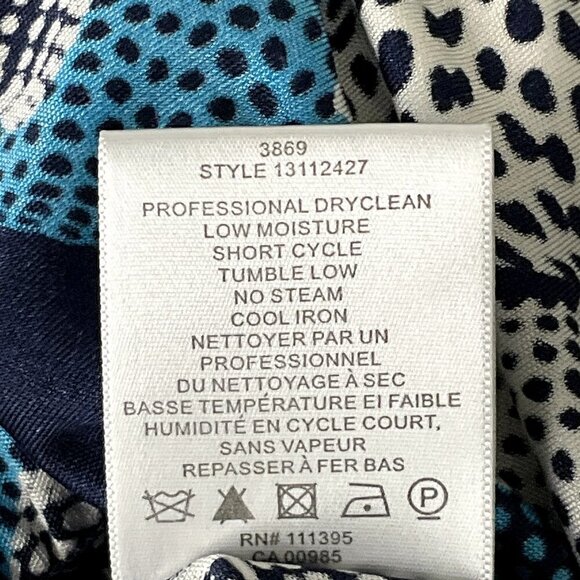 3869
STYLE 13112427
PROFESSIONAL DRYCLEAN
LOW MOISTURE
SHORT CYCLE
TUMBLE LOW
NO STEAM
COOL IRON
NETTOYER PAR UN
PROFESSIONNEL
DU NETTOYAGE À SEC
BASSE TEMPÉRATURE EI FAIBLE
HUMIDITÉ EN CYCLE COURT,
SANS VAPEUR
REPASSER À FER BAS
P
RN# 111395
CA 00985